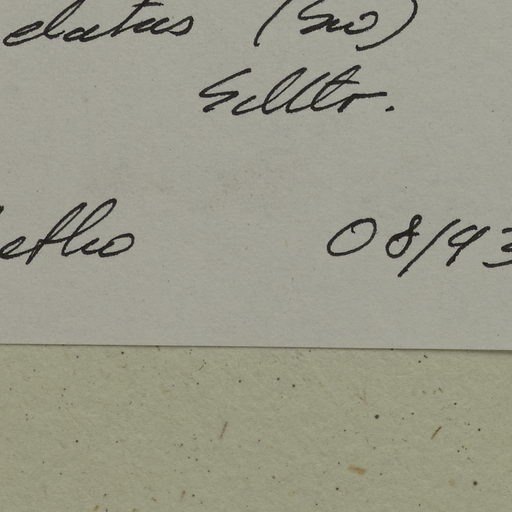 elatus (Sw)
Schltr.
etho
08/93